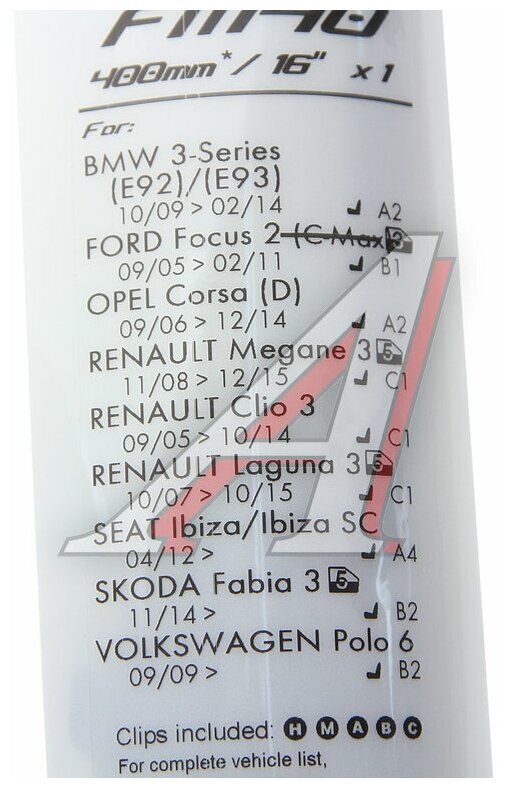 400mm* / 16" x 1
For:
BMW 3-Series
(E92)/(E93)
10/09 > 02/14 A2
FORD Focus 2 (C-Max 3
09/05 > 02/11 B1
OPEL Corsa (D)
09/06 > 12/14 A2
RENAULT Megane 3 5
11/08 > 12/15 C1
RENAULT Clio 3
09/05 > 10/14 C1
RENAULT Laguna 3 5
10/07 > 10/15 C1
SEAT Ibiza/Ibiza SC
04/12 > A4
SKODA Fabia 3 5
11/14 > B2
VOLKSWAGEN Polo 6
09/09 > B2
Clips included: H M A B C
For complete vehicle list,